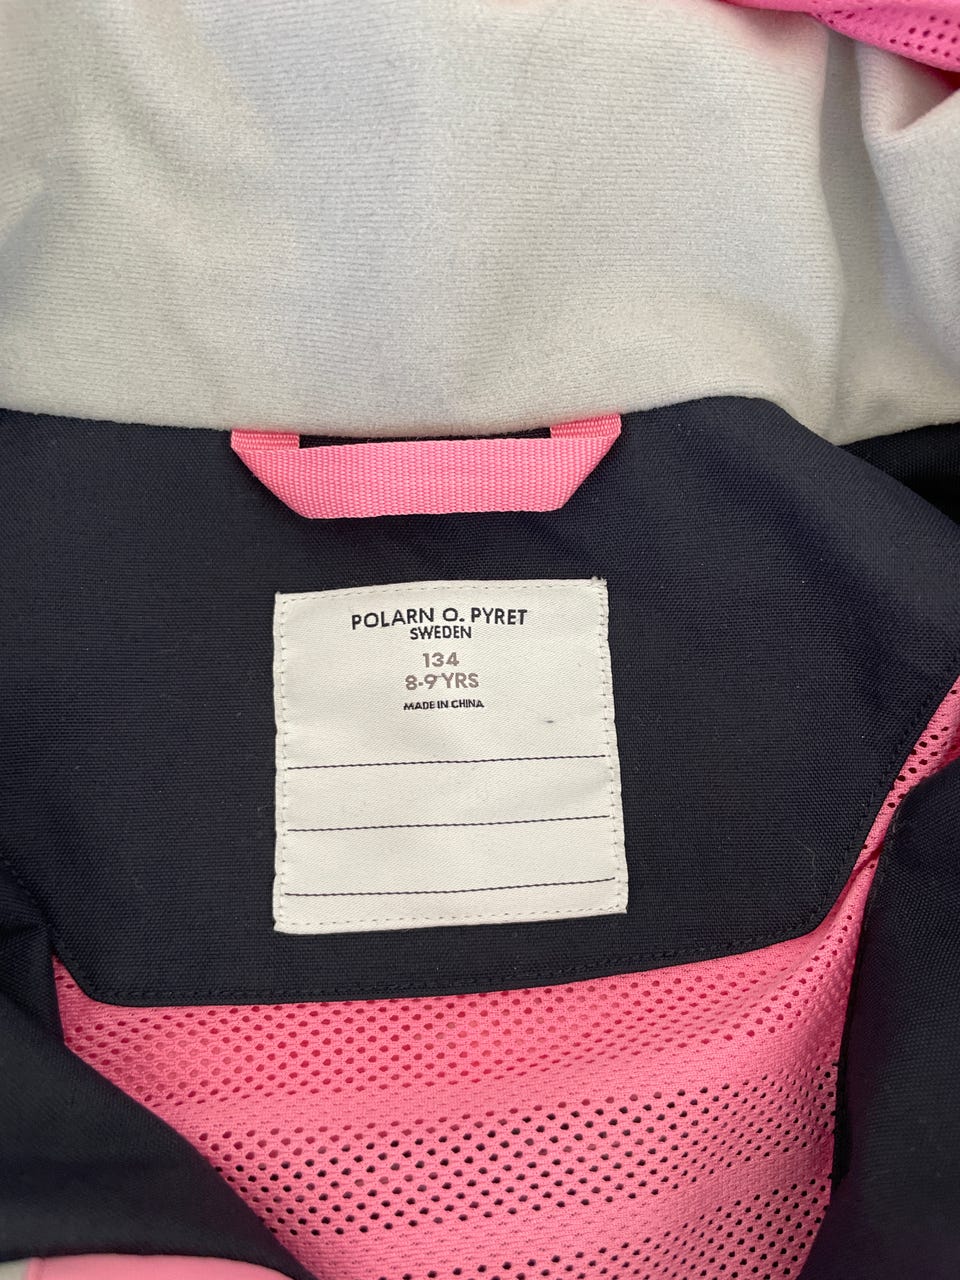 POLARN O. PYRET
SWEDEN
134
8-9 YRS
MADE IN CHINA